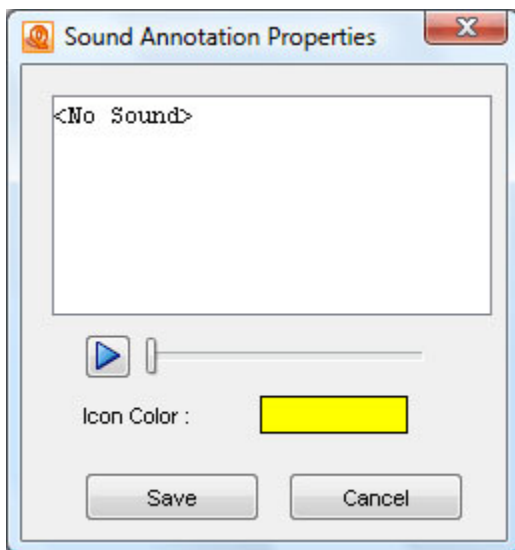 Sound Annotation Properties
<No Sound>
Icon Color :
Save
Cancel